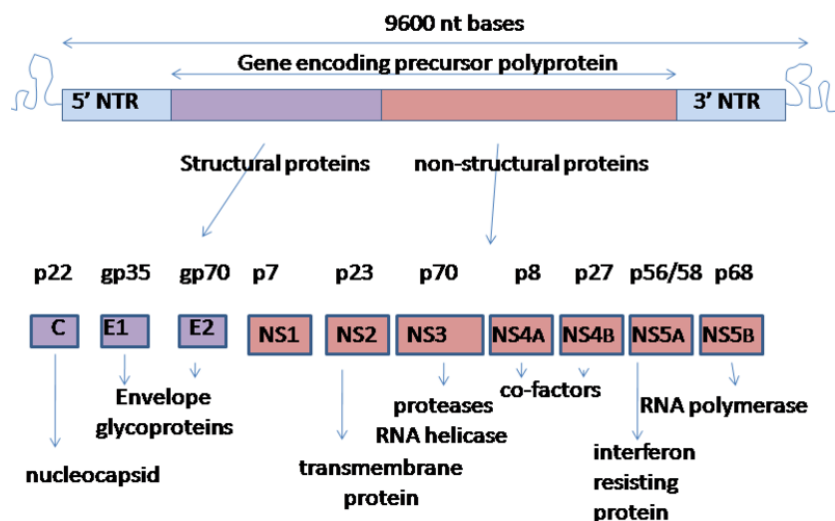 9600 nt bases
Gene encoding precursor polyprotein
5' NTR
3' NTR
Structural proteins
non-structural proteins
p22 gp35 gp70 p7 p23 p70 p8 p27 p56/58 p68
C E1 E2 NS1 NS2 NS3 NS4A NS4B NS5A NS5B
Envelope
glycoproteins
nucleocapsid
transmembrane
protein
proteases
RNA helicase
co-factors
interferon
resisting
protein
RNA polymerase